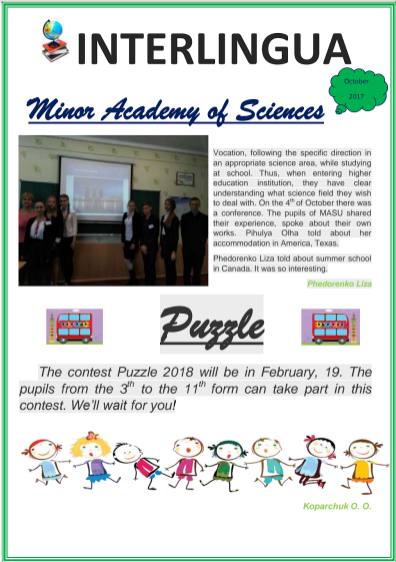 INTERLINGUA
October
2017
Minor Academy of Sciences
Vocation, following the specific direction in
an appropriate science area, while studying
at school. Thus, when entering higher
education institution, they have clear
understanding what science field they wish
to deal with. On the 4th of October there was
a conference. The pupils of MASU shared
their experience, spoke about their own
works. Pihulya Olha told about her
accommodation in America, Texas.
Phedorenko Liza told about summer school
in Canada. It was so interesting.
Phedorenko Liza
Puzzle
The contest Puzzle 2018 will be in February, 19. The
pupils from the 3th to the 11th form can take part in this
contest. We'll wait for you!
Koparchuk O. O.